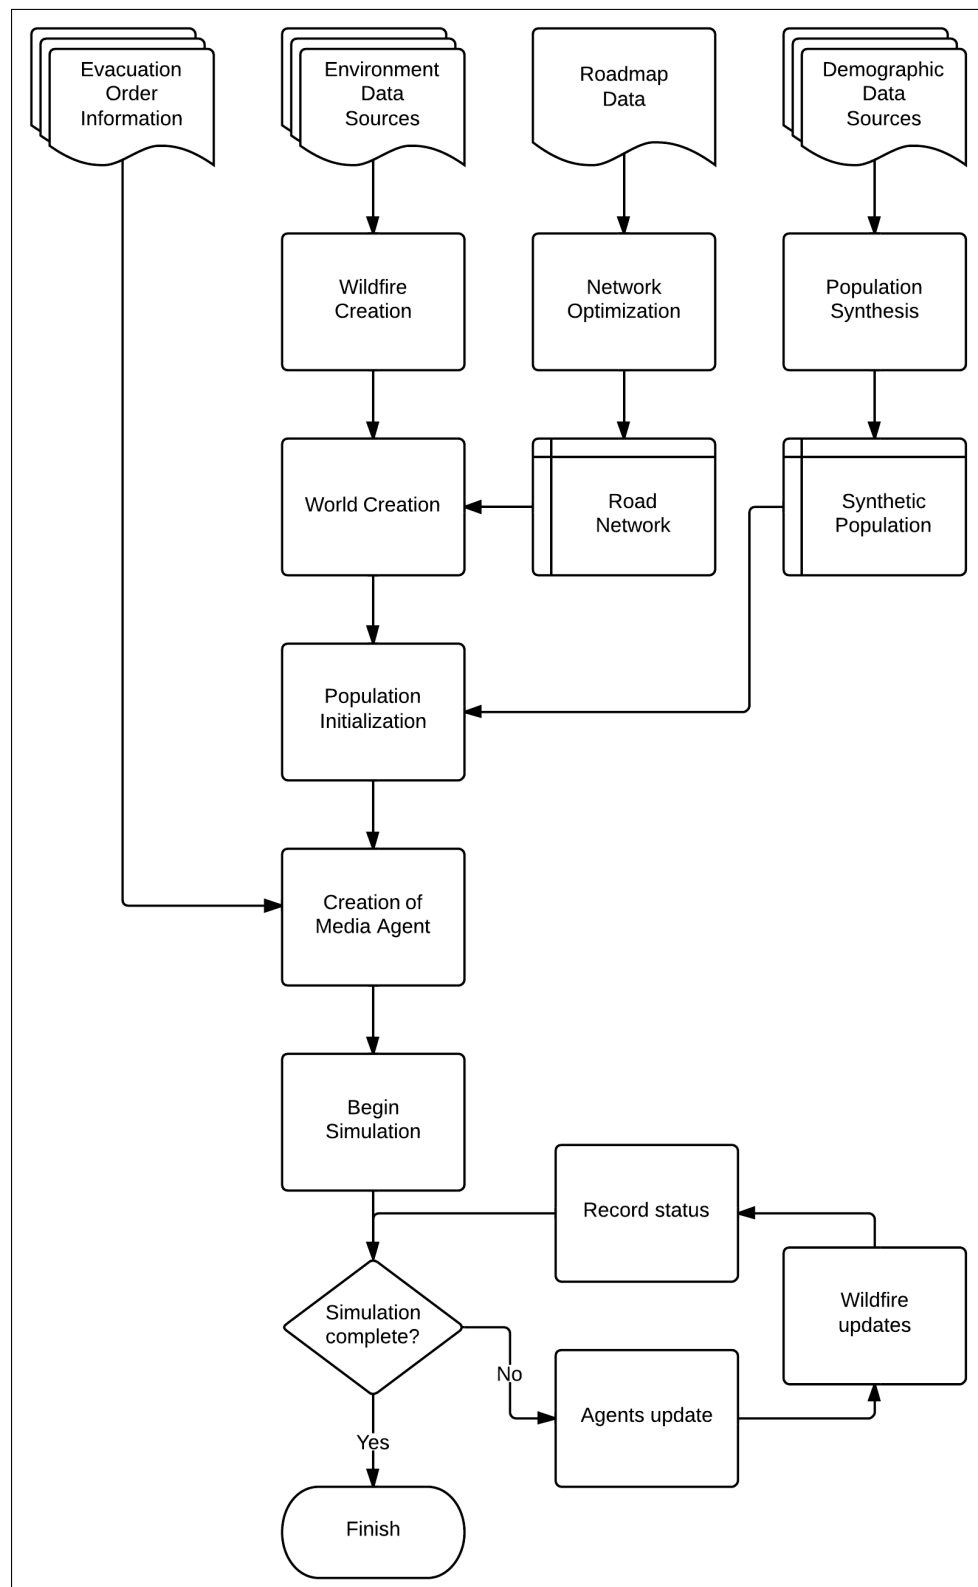 Evacuation
Order
Information
Environment
Data
Sources
Roadmap
Data
Demographic
Data
Sources
Wildfire
Creation
Network
Optimization
Population
Synthesis
World Creation
Road
Network
Synthetic
Population
Population
Initialization
Creation of
Media Agent
Begin
Simulation
Record status
Simulation
complete?
Wildfire
updates
No
Agents update
Yes
Finish